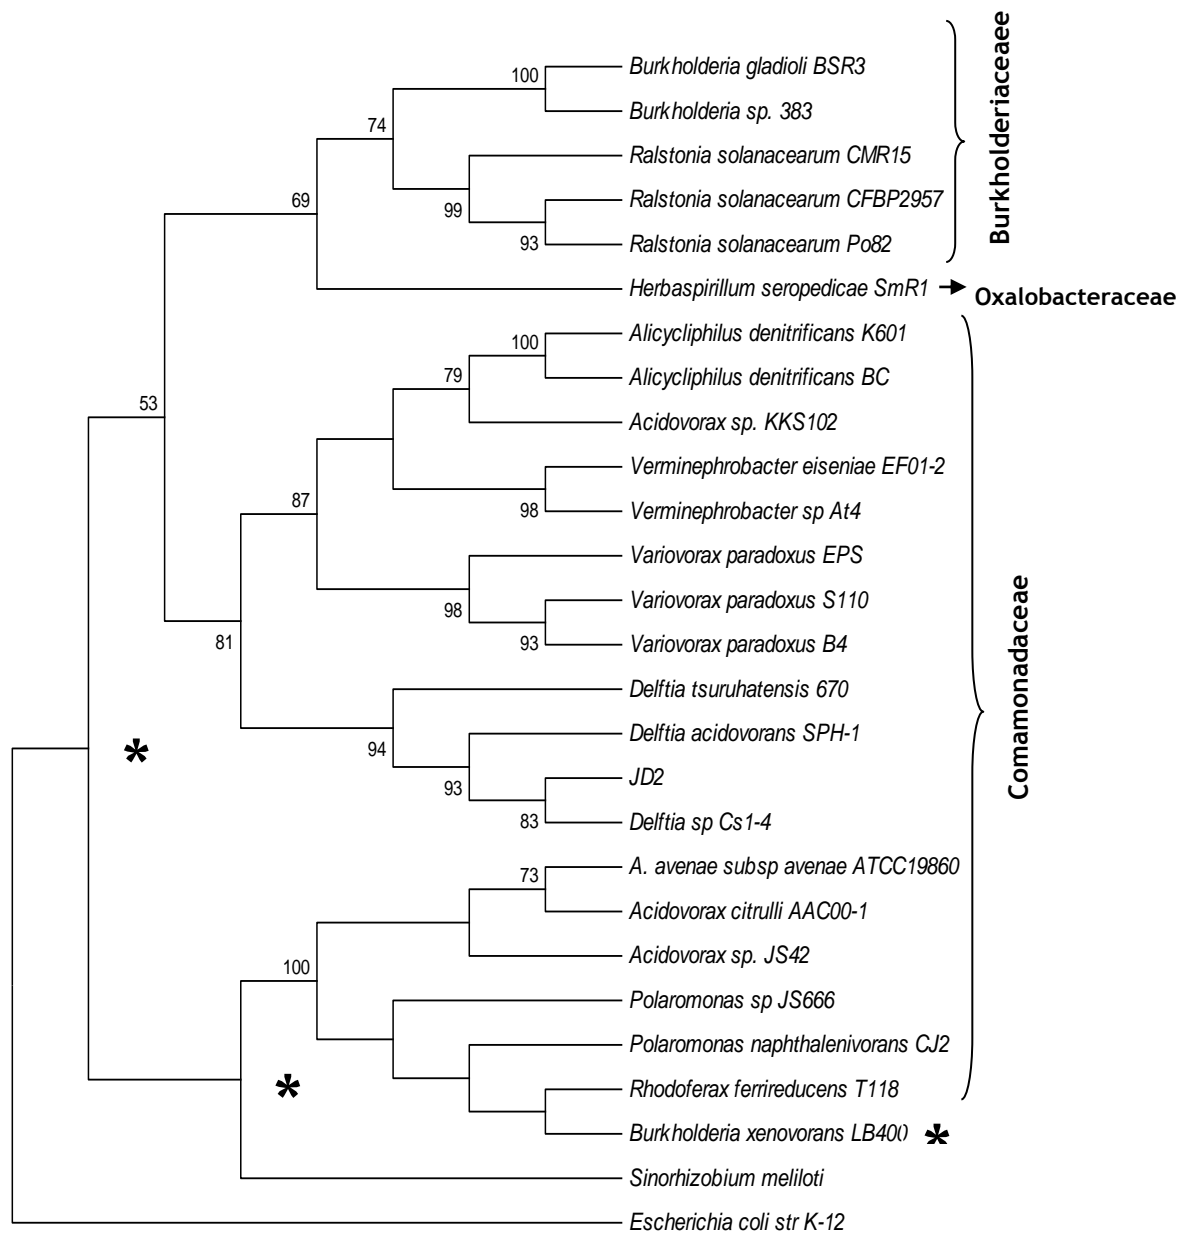 Burkholderia gladioli BSR3
100
Burkholderia sp. 383
74
Ralstonia solanacearum CMR15
69
Ralstonia solanacearum CFBP2957
99
93
Ralstonia solanacearum Po82
Burkholderiaceaee
Herbaspirillum seropedicae SmR1
Oxalobacteraceae
Alicycliphilus denitrificans K601
100
Alicycliphilus denitrificans BC
79
53
Acidovorax sp. KKS102
Verminephrobacter eiseniae EF01-2
87
98
Verminephrobacter sp At4
Variovorax paradoxus EPS
98
Variovorax paradoxus S110
93
Variovorax paradoxus B4
81
Delftia tsuruhatensis 670
Comamonadaceae
Delftia acidovorans SPH-1
94
*
JD2
93
83
Delftia sp Cs1-4
A. avenae subsp avenae ATCC19860
73
Acidovorax citrulli AAC00-1
Acidovorax sp. JS42
100
Polaromonas sp JS666
Polaromonas naphthalenivorans CJ2
Rhodoferax ferrireducens T118
*
Burkholderia xenovorans LB400 *
Sinorhizobium meliloti
Escherichia coli str K-12